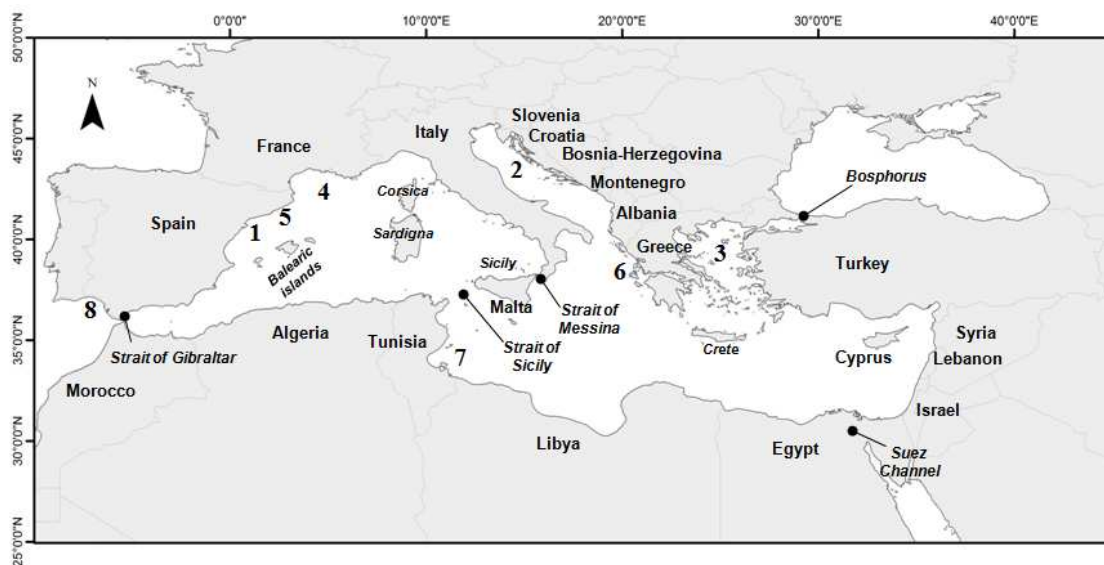 0°0'0" 10°0'0"E 20°0'0"E 30°0'0"E 40°0'0"E
50°0'0"N
45°0'0"N
40°0'0"N
35°0'0"N
30°0'0"N
25°0'0"N
N
Slovenia
Croatia
Italy
France
Bosnia-Herzegovina
2
Bosphorus
Montenegro
4
Corsica
Albania
5
Spain
1
Sardigna
Greece
3
Balearic
islands
Sicily
6
Turkey
8
Malta
Strait of
Messina
Algeria
Tunisia
Strait of
Sicily
Syria
Strait of Gibraltar
7
Crete
Cyprus
Lebanon
Morocco
Israel
Libya
Egypt
Suez
Channel